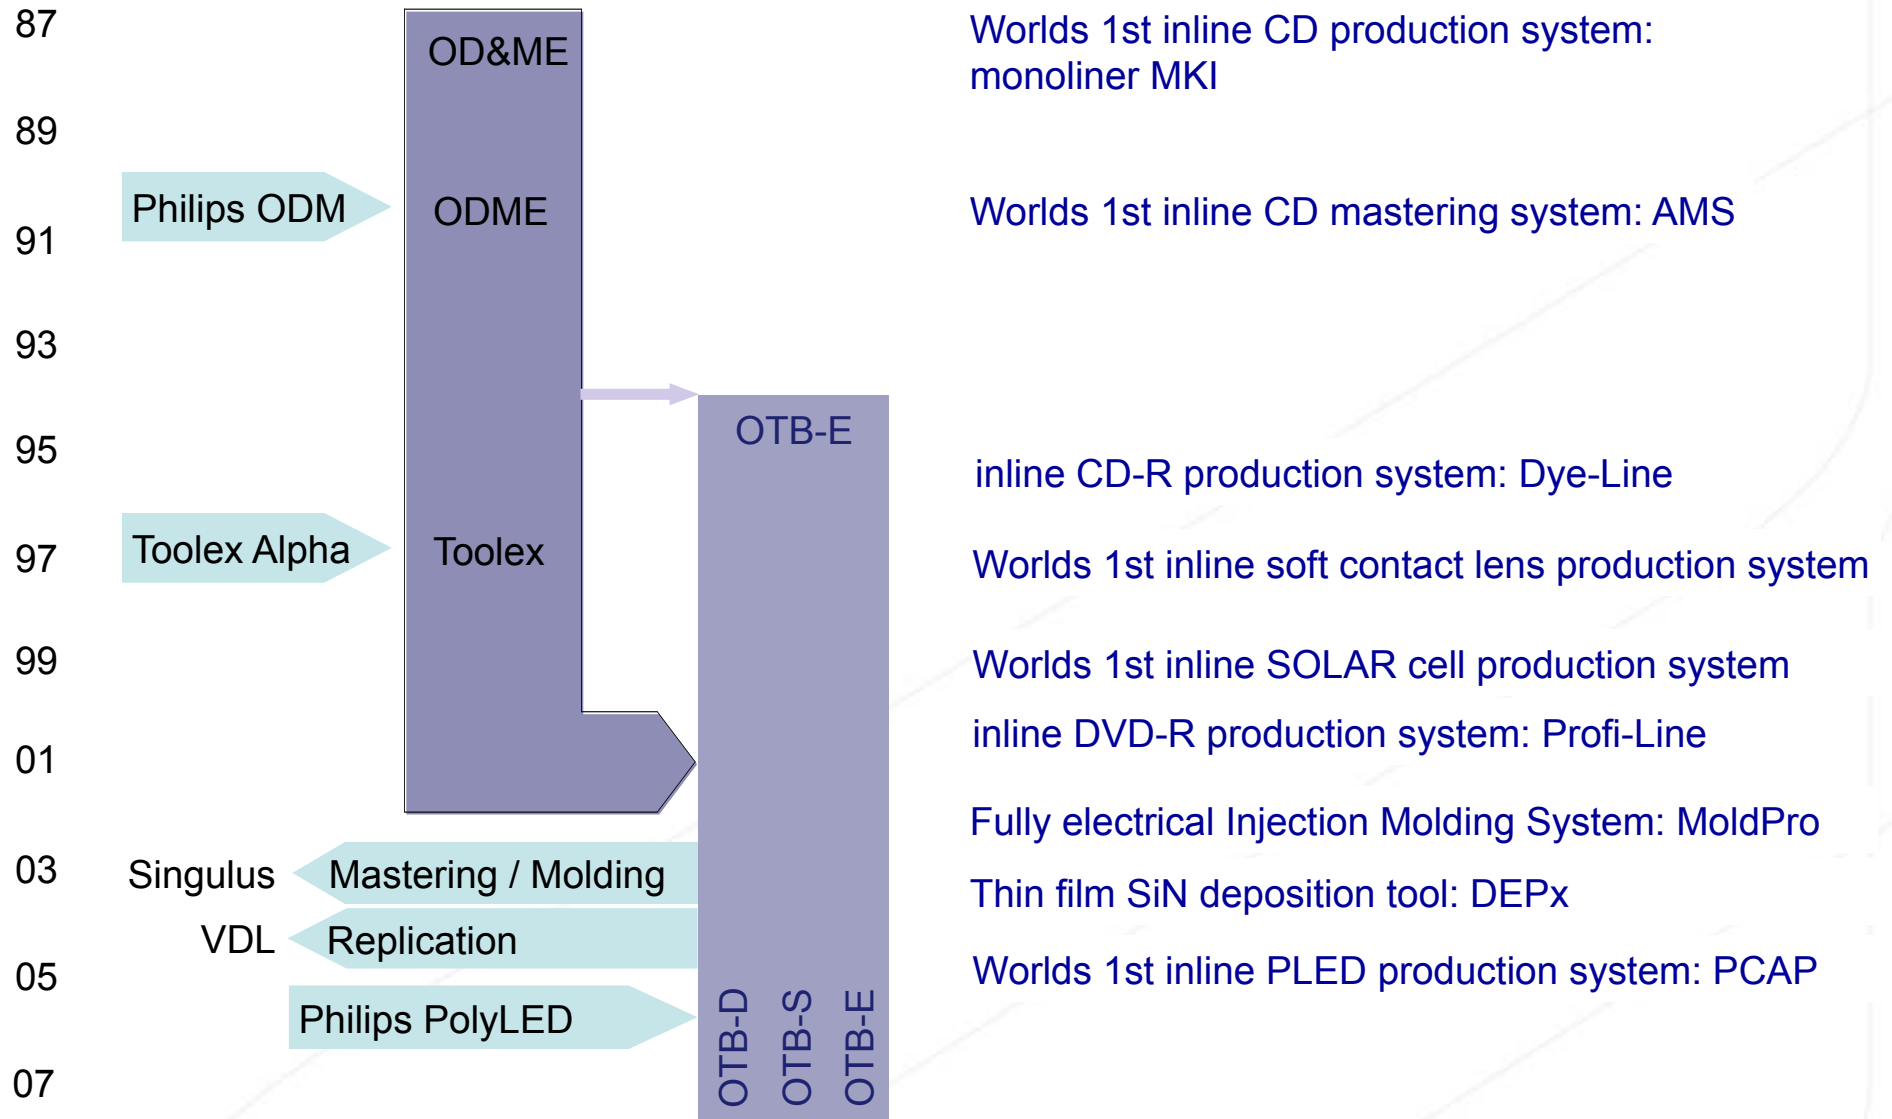 87
OD&ME
Worlds 1st inline CD production system:
monoliner MKI
89
Philips ODM
ODME
Worlds 1st inline CD mastering system: AMS
91
93
OTB-E
95
inline CD-R production system: Dye-Line
Toolex Alpha
Toolex
97
Worlds 1st inline soft contact lens production system
99
Worlds 1st inline SOLAR cell production system
inline DVD-R production system: Profi-Line
01
Fully electrical Injection Molding System: MoldPro
03
Singulus
Mastering / Molding
Thin film SiN deposition tool: DEPx
VDL
Replication
05
Worlds 1st inline PLED production system: PCAP
Philips PolyLED
OTB-D
OTB-S
OTB-E
07